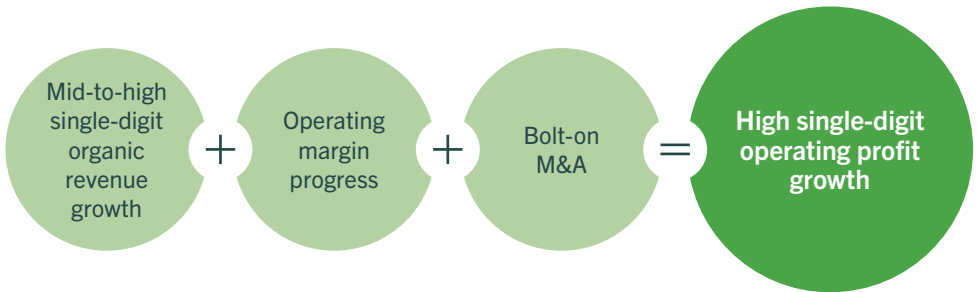 Mid-to-high
single-digit
organic
revenue
growth
+
Operating
margin
progress
+
Bolt-on
M&A
=
High single-digit
operating profit
growth